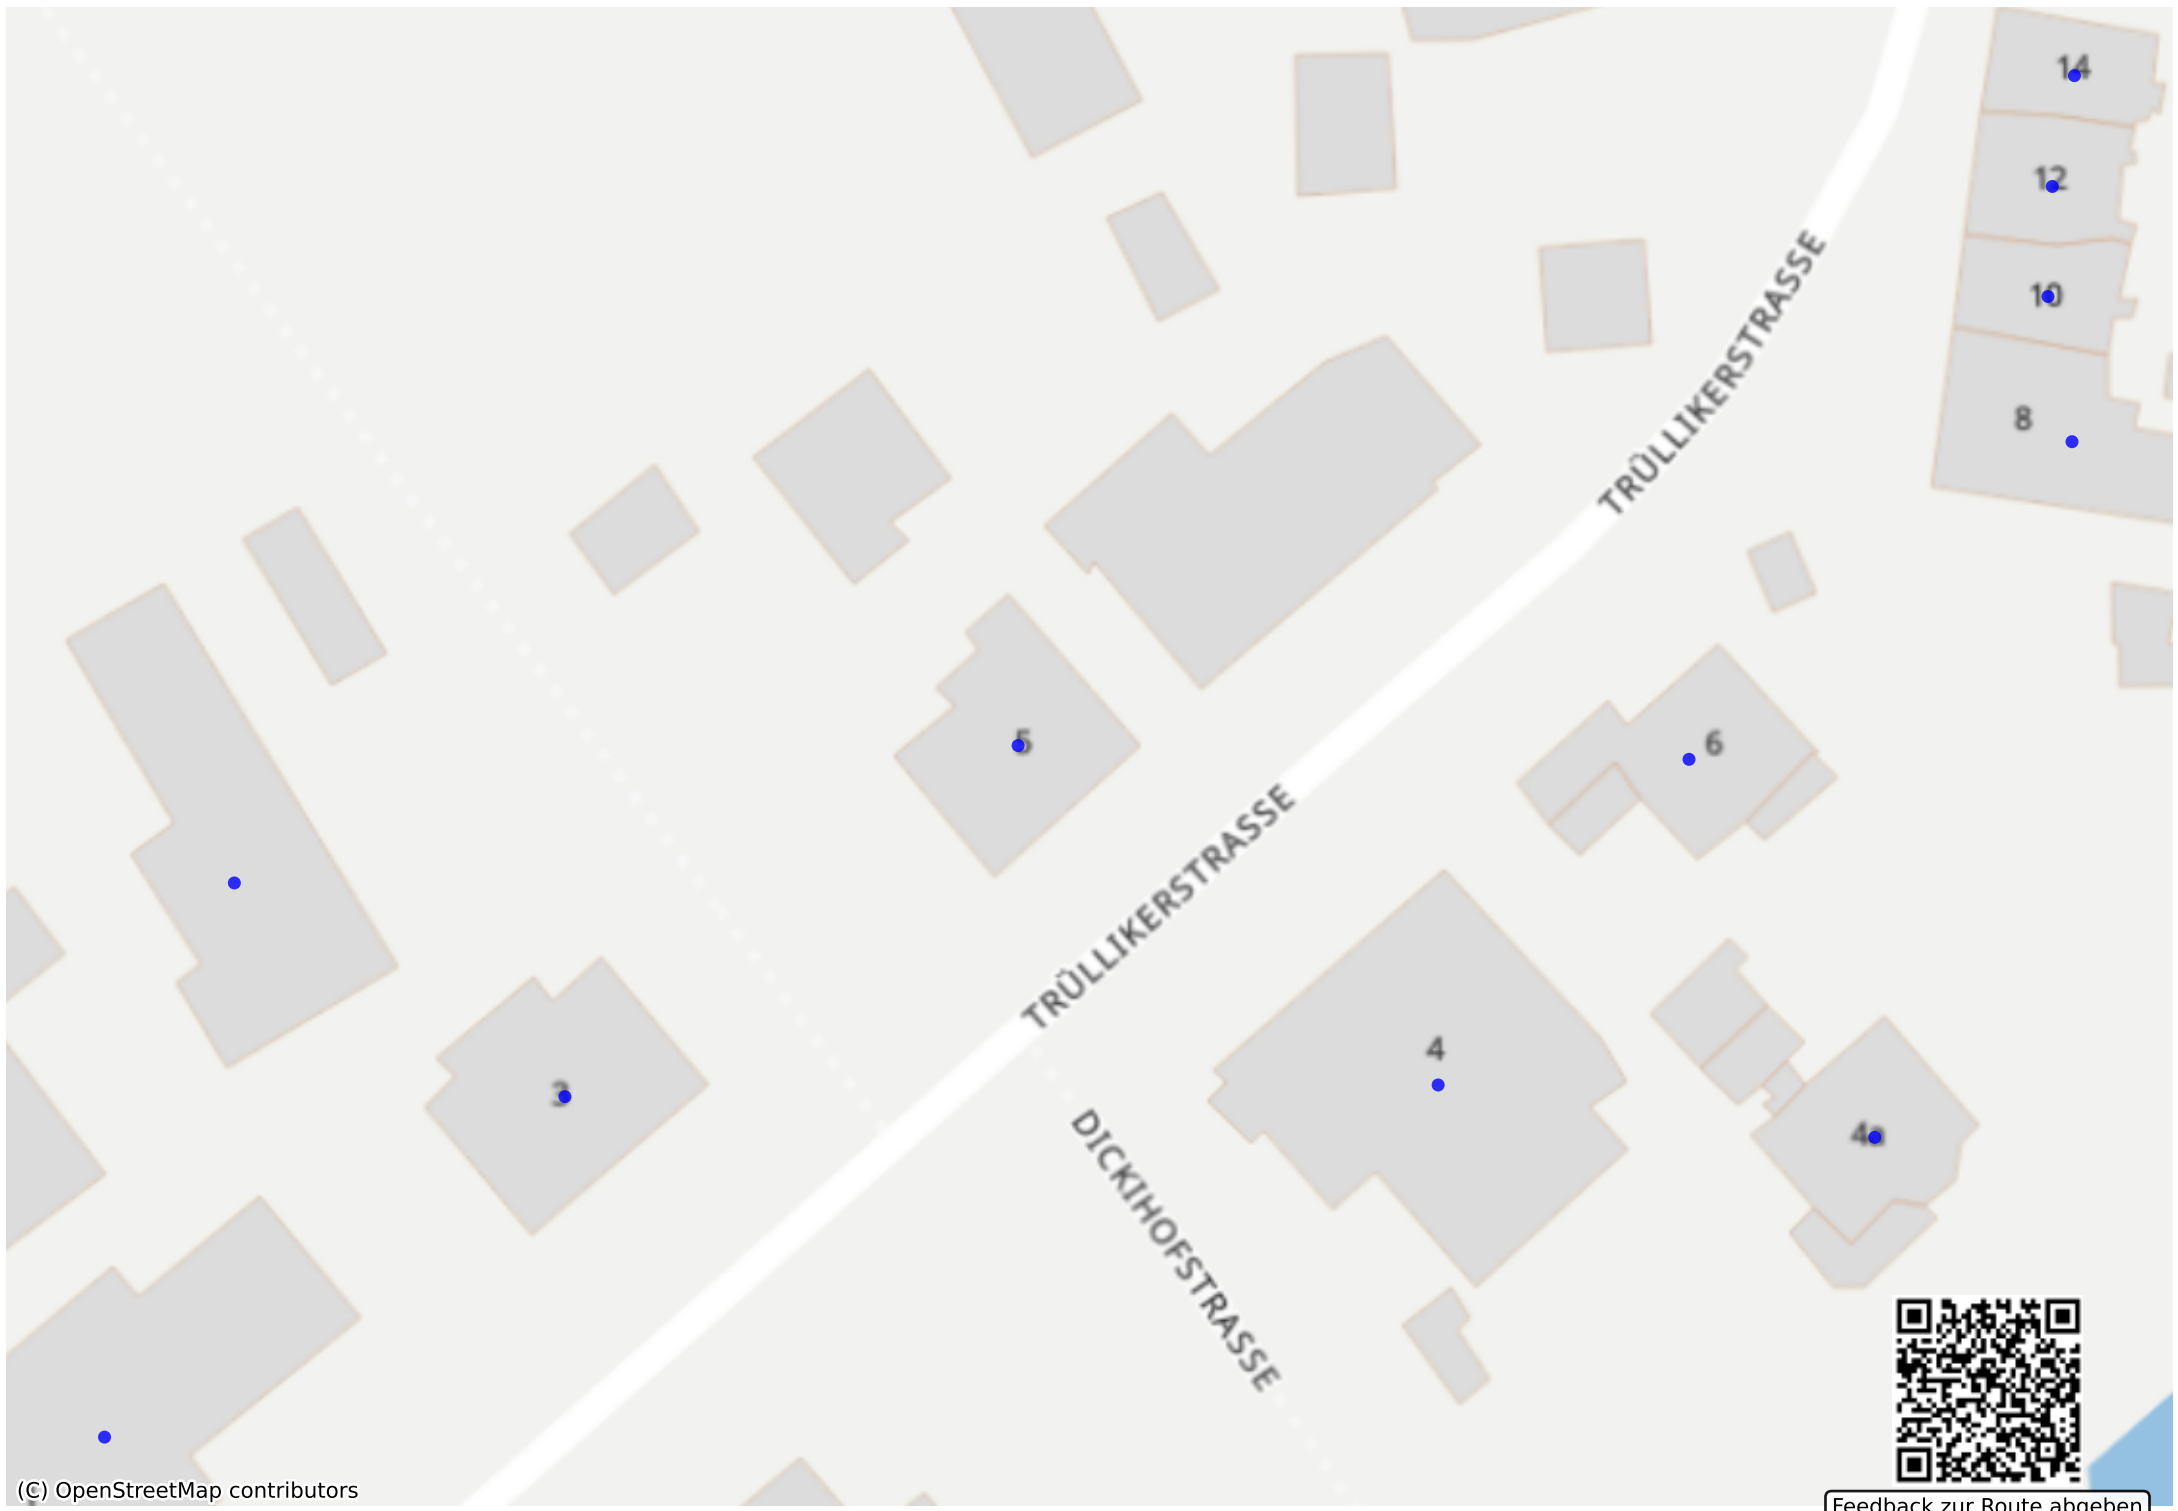 14
12
10
8
TRÜLLIKERSTRASSE
5
6
TRÜLLIKERSTRASSE
4
3
4a
DICKIHOFSTRASSE
(C) OpenStreetMap contributors
Feedback zur Route abgeben